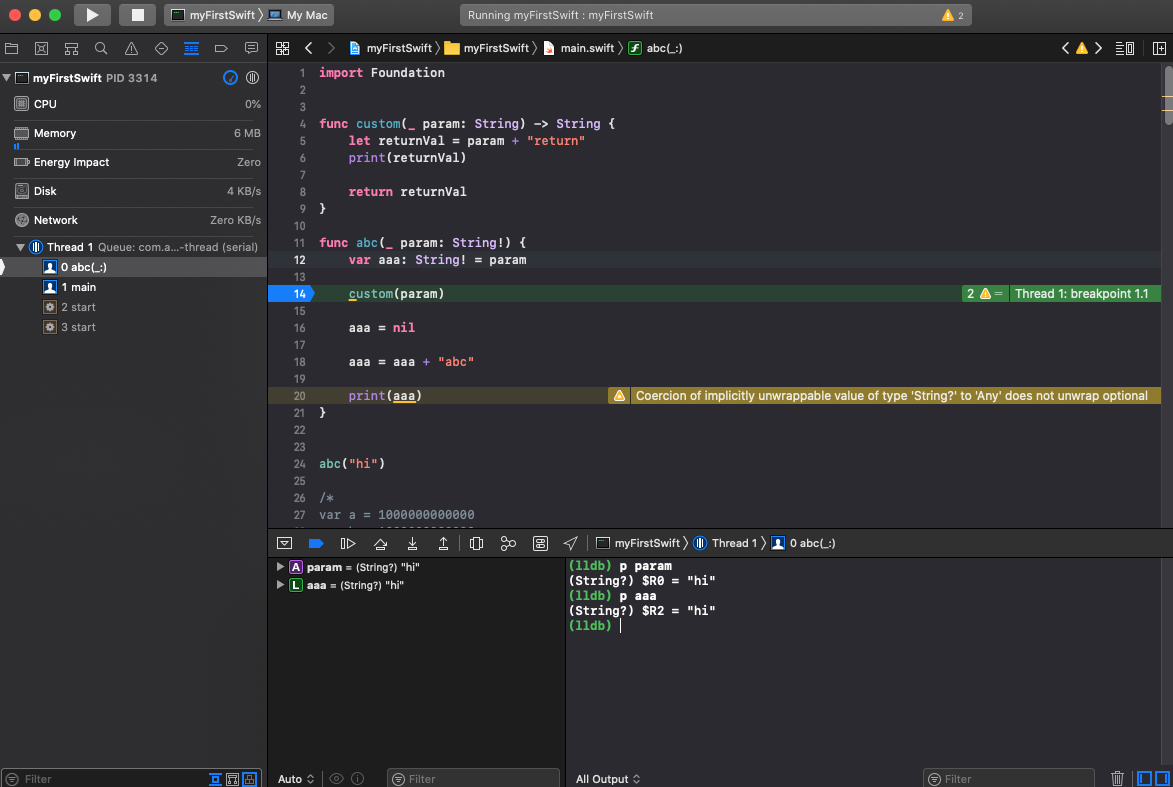 myFirstSwift 〉 My Mac
Running myFirstSwift : myFirstSwift
2
myFirstSwift 〉 myFirstSwift 〉 main.swift 〉 f abc(_:)
myFirstSwift PID 3314
CPU 0%
Memory 6 MB
Energy Impact Zero
Disk 4 KB/s
Network Zero KB/s
Thread 1 Queue: com.a...-thread (serial)
0 abc(_:)
1 main
2 start
3 start
Filter
1 import Foundation
2
3
4 func custom(_ param: String) -> String {
5 let returnVal = param + "return"
6 print(returnVal)
7
8 return returnVal
9 }
10
11 func abc(_ param: String!) {
12 var aaa: String! = param
13
14 custom(param) 2 = Thread 1: breakpoint 1.1
15
16 aaa = nil
17
18 aaa = aaa + "abc"
19
20 print(aaa) Coercion of implicitly unwrappable value of type 'String?' to 'Any' does not unwrap optional
21 }
22
23
24 abc("hi")
25
26 /*
27 var a = 1000000000000
myFirstSwift 〉 Thread 1 〉 0 abc(_:)
A param = (String?) "hi"
L aaa = (String?) "hi"
Auto
Filter
(lldb) p param
(String?) $R0 = "hi"
(lldb) p aaa
(String?) $R2 = "hi"
(lldb)
All Output
Filter